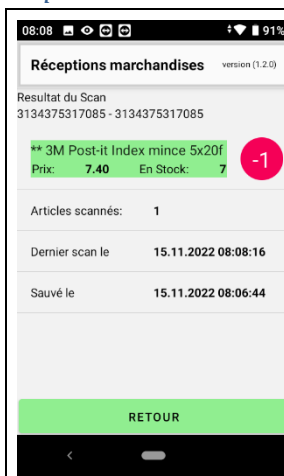 08:08 91%
Réceptions marchandises version (1.2.0)
Resultat du Scan
3134375317085 - 3134375317085
** 3M Post-it Index mince 5x20f
Prix: 7.40 En Stock: 7
-1
Articles scannés: 1
Dernier scan le 15.11.2022 08:08:16
Sauvé le 15.11.2022 08:06:44
RETOUR